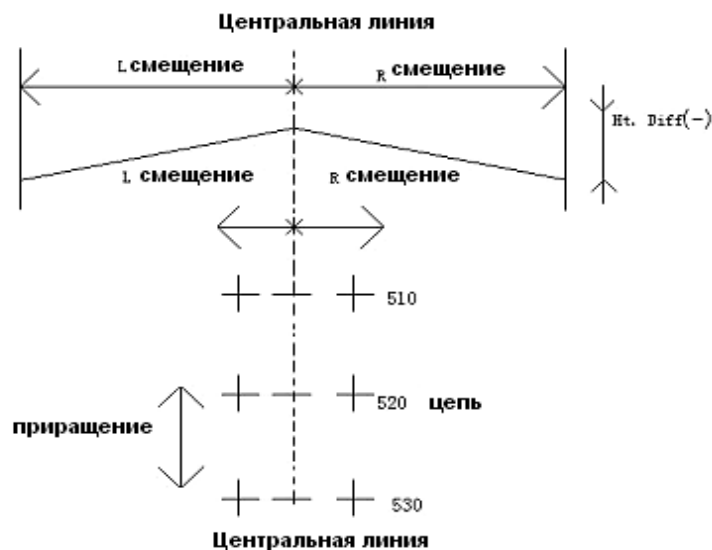 Центральная линия
L смещение
R смещение
Ht. Diff(-)
L смещение
R смещение
510
520 цепь
приращение
530
Центральная линия